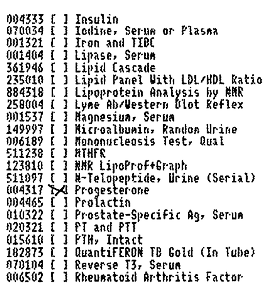 004333 [ ] Insulin
070034 [ ] Iodine, Serum or Plasma
001321 [ ] Iron and TIBC
001404 [ ] Lipase, Serum
361946 [ ] Lipid Cascade
235010 [ ] Lipid Panel With LDL/HDL Ratio
884318 [ ] Lipoprotein Analysis by NMR
258004 [ ] Lyme Ab/Western Blot Reflex
001537 [ ] Magnesium, Serum
149997 [ ] Microalbumin, Random Urine
006189 [ ] Mononucleosis Test, Qual
511238 [ ] MTHFR
123810 [ ] NMR LipoProf+Graph
511097 [ ] N-Telopeptide, Urine (Serial)
004317 [X] Progesterone
004465 [ ] Prolactin
010322 [ ] Prostate-Specific Ag, Serum
020321 [ ] PT and PTT
015610 [ ] PTH, Intact
182873 [ ] QuantiFERON TB Gold (In Tube)
070104 [ ] Reverse T3, Serum
006502 [ ] Rheumatoid Arthritis Factor